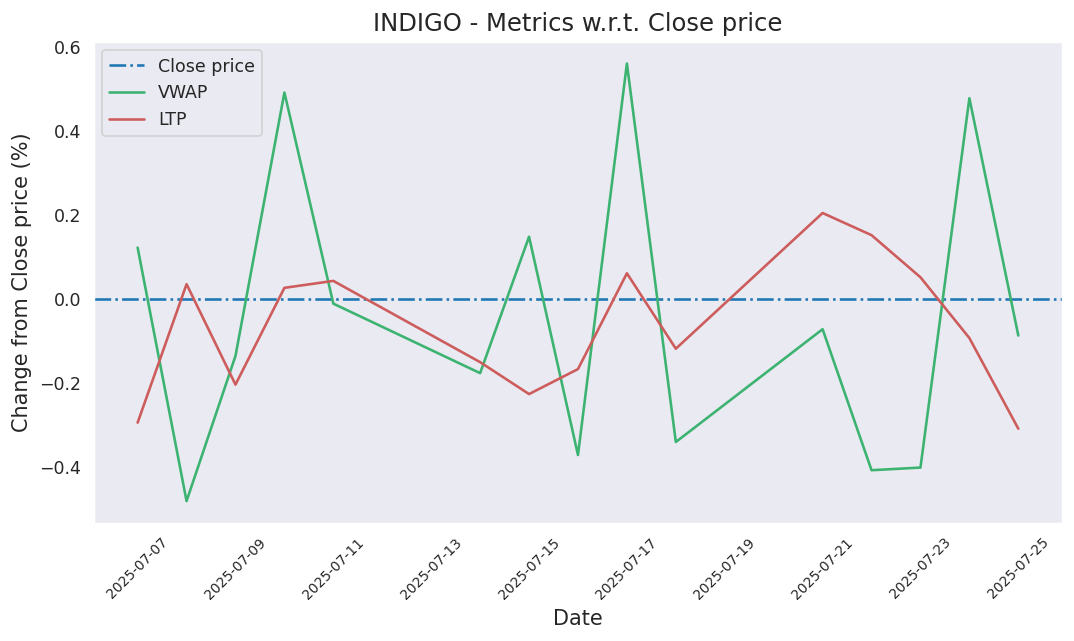 INDIGO - Metrics w.r.t. Close price
Close price
VWAP
LTP
Change from Close price (%)
0.6
0.4
0.2
0.0
−0.2
−0.4
2025-07-07
2025-07-09
2025-07-11
2025-07-13
2025-07-15
2025-07-17
2025-07-19
2025-07-21
2025-07-23
2025-07-25
Date